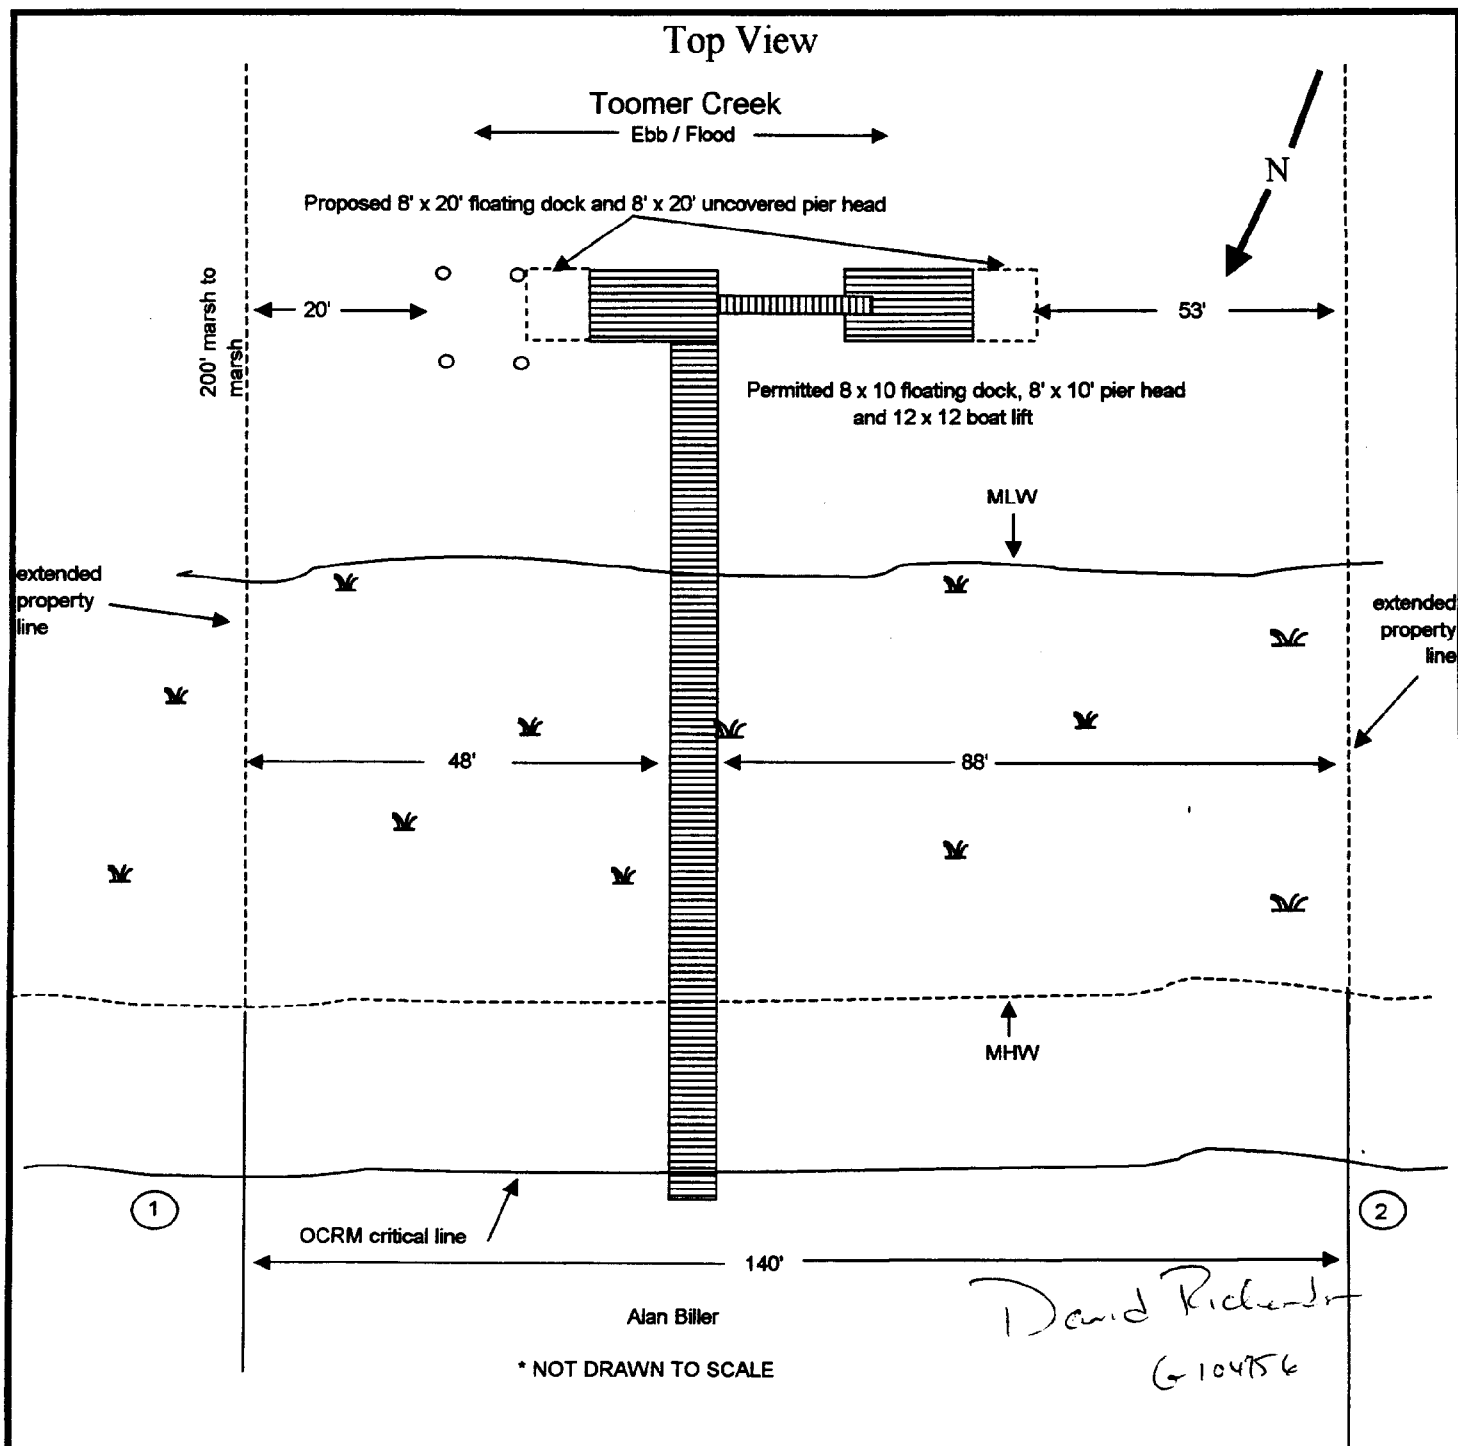 Top View
Toomer Creek
Ebb / Flood
N
Proposed 8' x 20' floating dock and 8' x 20' uncovered pier head
200' marsh to
marsh
20'
53'
Permitted 8 x 10 floating dock, 8' x 10' pier head
and 12 x 12 boat lift
MLW
extended
property
line
extended
property
line
48'
88'
MHW
1
2
OCRM critical line
140'
Alan Biller
David
* NOT DRAWN TO SCALE